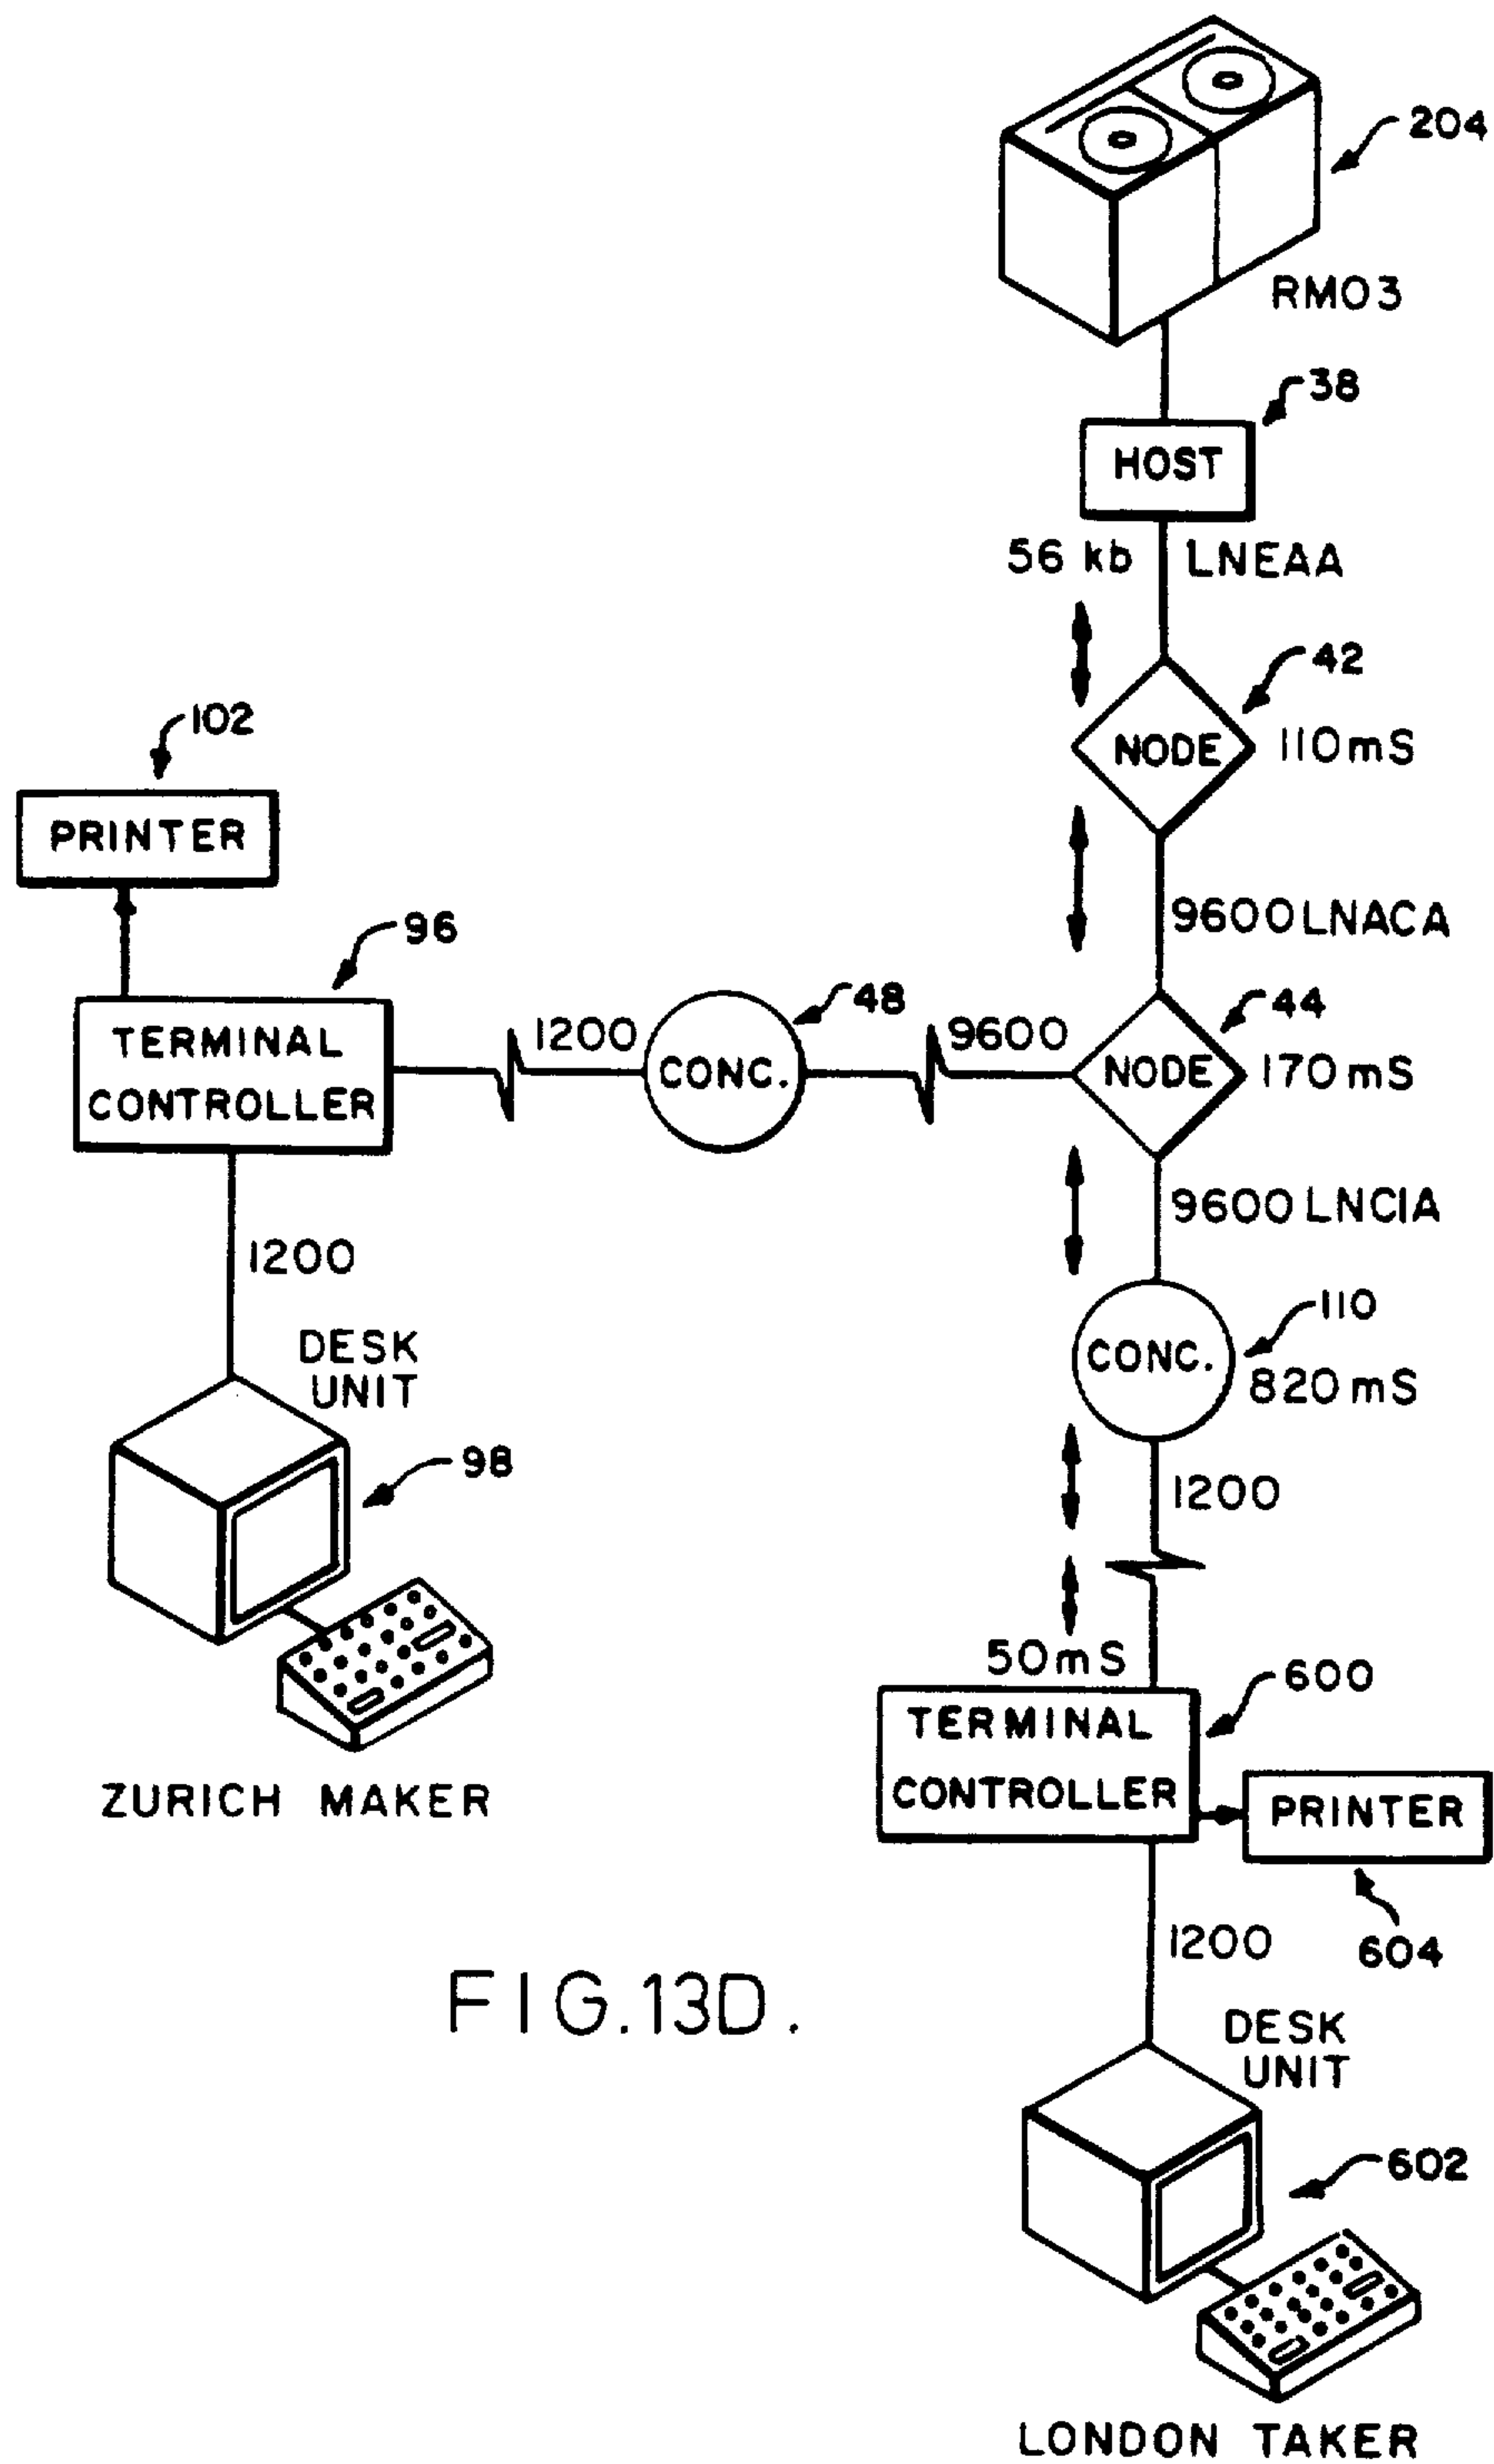 204
RM03
38
HOST
56 kb LNEAA
42
NODE 110mS
9600 LNACA
102
PRINTER
96
TERMINAL
CONTROLLER
1200
48
CONC.
9600
44
NODE 170mS
1200
9600 LNCIA
110
CONC.
820mS
DESK
UNIT
98
1200
ZURICH MAKER
50mS
600
TERMINAL
CONTROLLER
PRINTER
604
1200
FIG.13D.
DESK
UNIT
602
LONDON TAKER